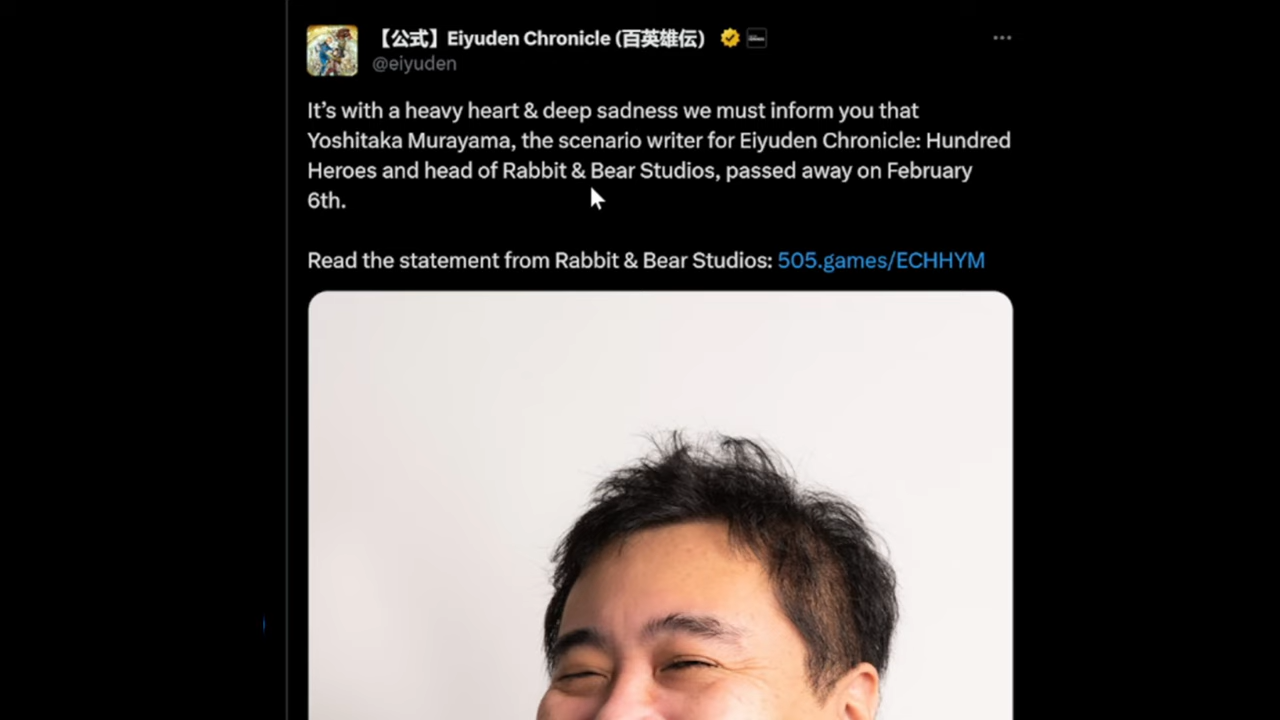 【公式】Eiyuden Chronicle (百英雄伝)
@eiyuden
It’s with a heavy heart & deep sadness we must inform you that
Yoshitaka Murayama, the scenario writer for Eiyuden Chronicle: Hundred
Heroes and head of Rabbit & Bear Studios, passed away on February
6th.
Read the statement from Rabbit & Bear Studios: 505.games/ECHHYM